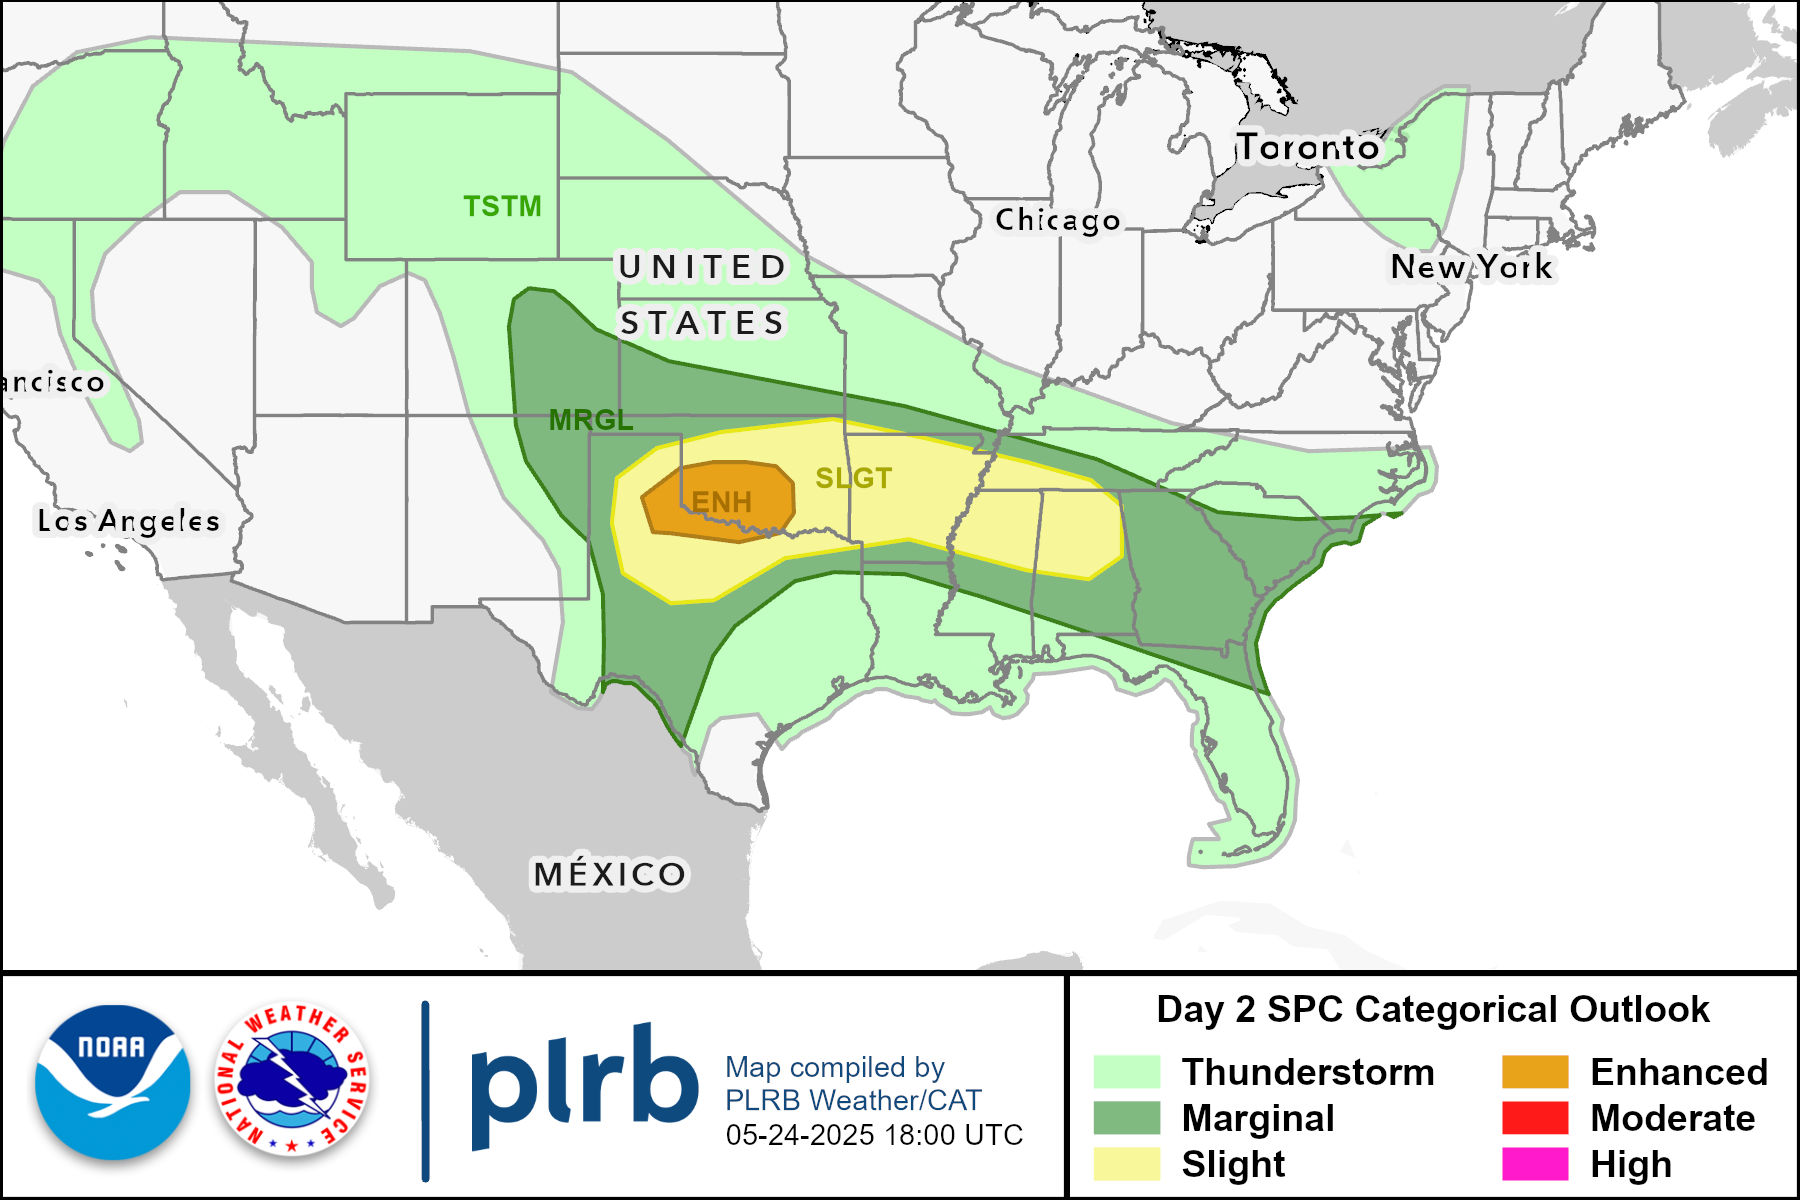 Toronto
TSTM
Chicago
UNITED
New York
STATES
ancisco
MRGL
SLGT
ENH
Los Angeles
MÉXICO
NOAA
NATIONAL WEATHER SERVICE
plrb
Map compiled by
PLRB Weather/CAT
05-24-2025 18:00 UTC
Day 2 SPC Categorical Outlook
Thunderstorm
Marginal
Slight
Enhanced
Moderate
High